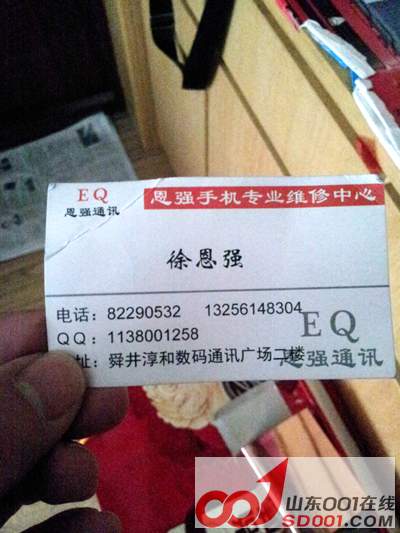 EQ
恩强通讯
恩强手机专业维修中心
徐恩强
电话：82290532 13256148304
QQ：1138001258
址：舜井淳和数码通讯广场二楼
EQ
恩强通讯
山东001在线
SD001.com